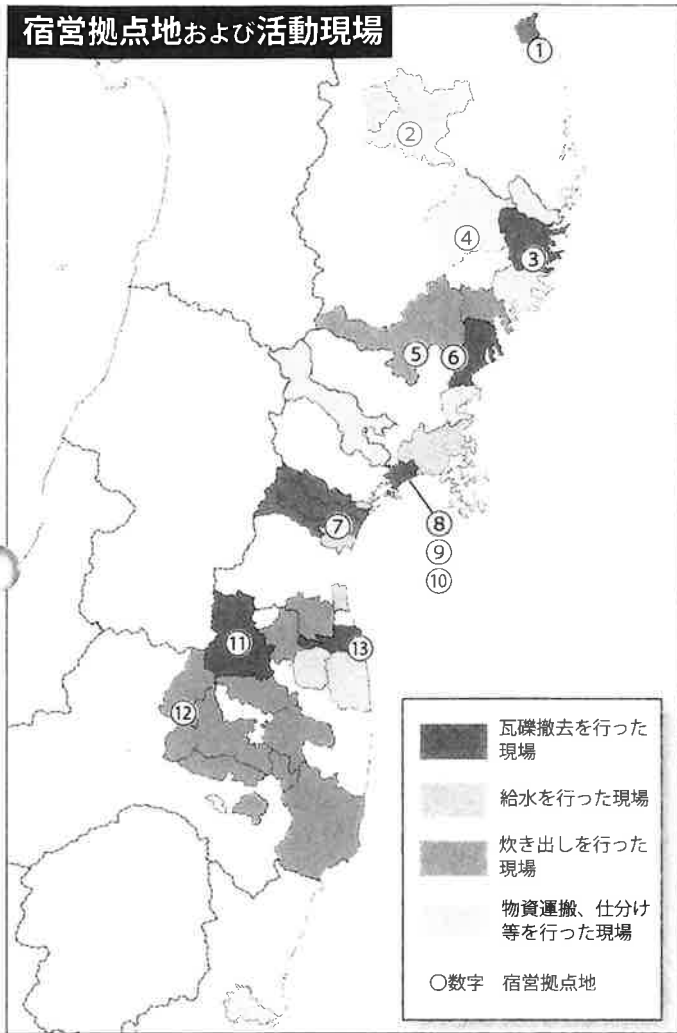 宿営拠点地および活動現場
①
②
④
③
⑤
⑥
⑦
⑧
⑨
⑩
⑪
⑬
⑫
瓦礫撤去を行った
現場
給水を行った現場
炊き出しを行った
現場
物資運搬、仕分け
等を行った現場
○数字 宿営拠点地